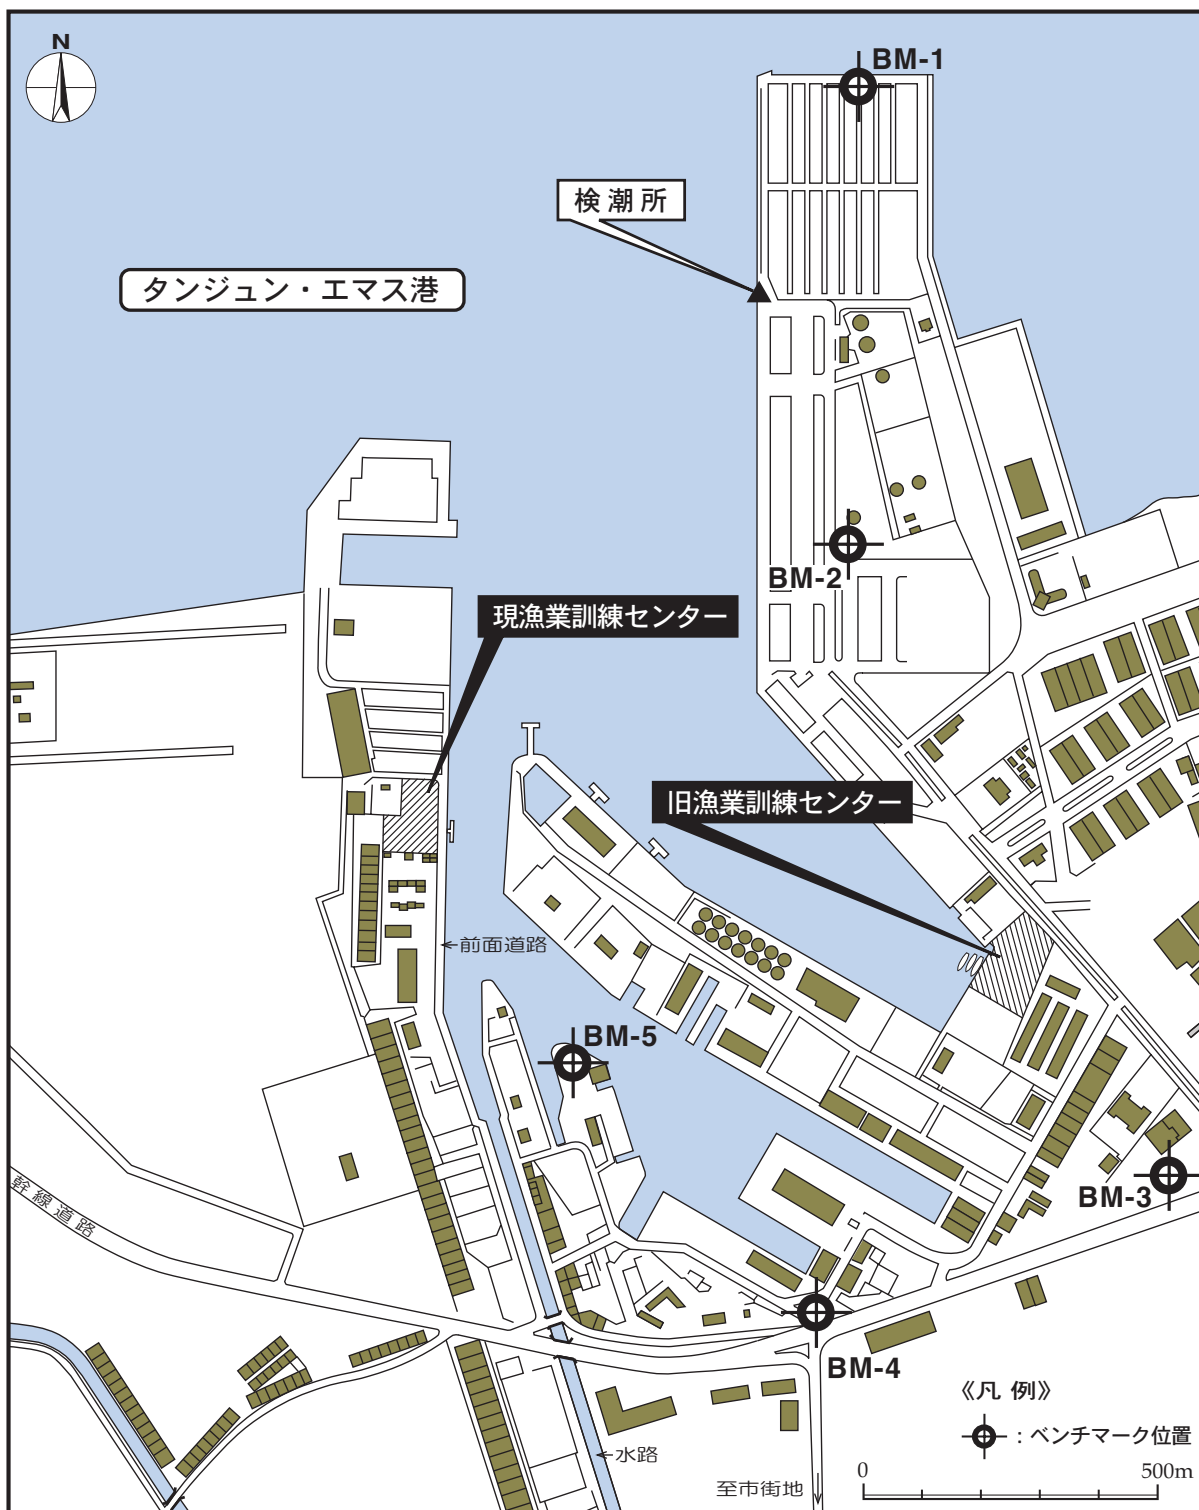 N
BM-1
検潮所
タンジュン・エマス港
BM-2
現漁業訓練センター
旧漁業訓練センター
←前面道路
BM-5
BM-3
幹線道路
BM-4
《凡 例》
：ベンチマーク位置
←水路
0 500m
至市街地